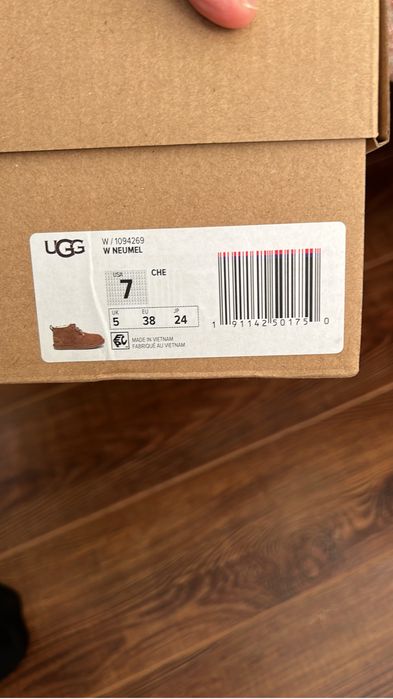 UGG
W / 1094269
W NEUMEL
USA
7
CHE
UK EU JP
5 38 24
MADE IN VIETNAM
FABRIQUÉ AU VIETNAM
1 91142 50175 0